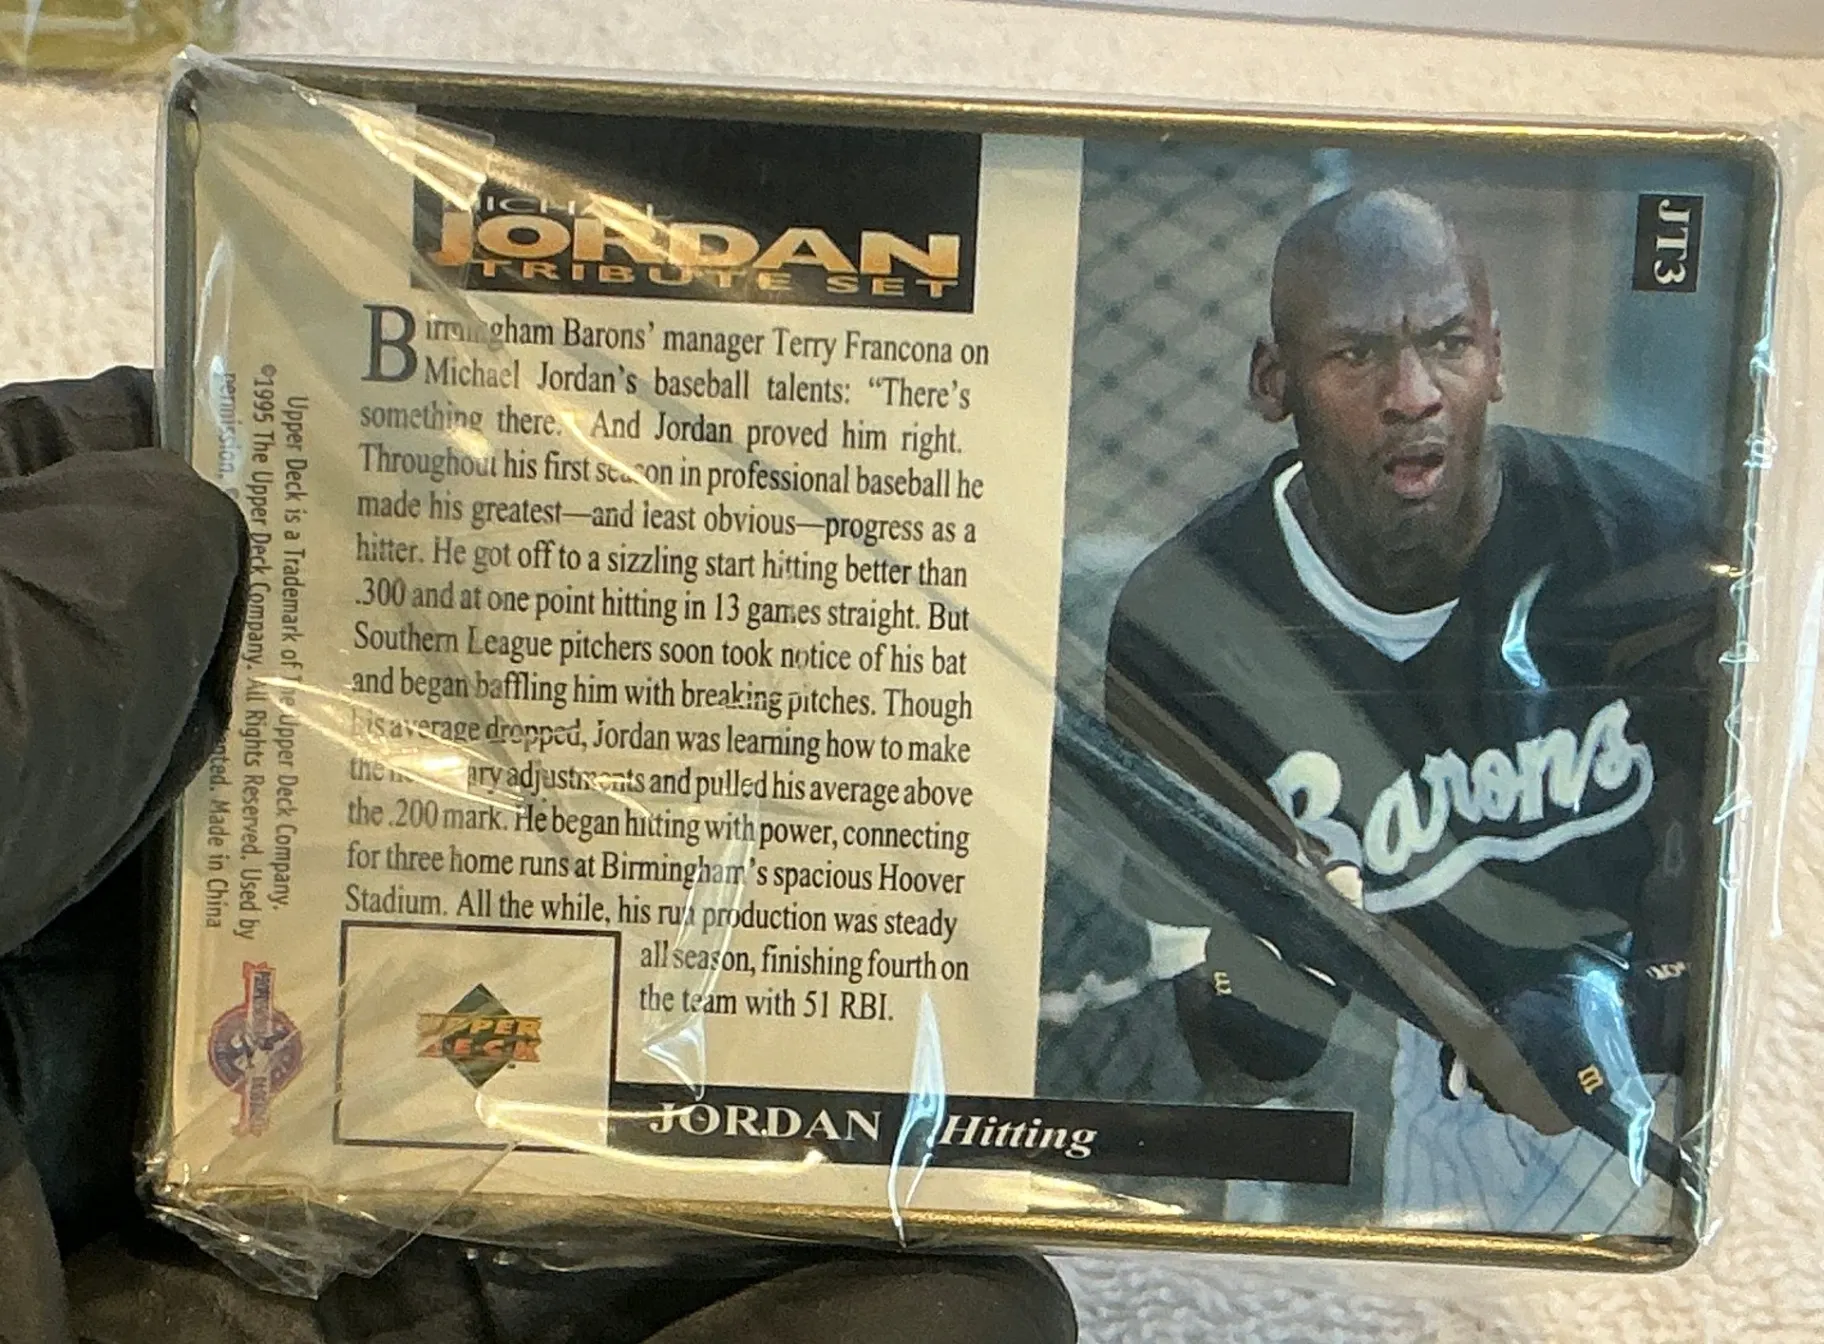 MICHAEL
JORDAN
TRIBUTE SET
JT3
Birmingham Barons' manager Terry Francona on
Michael Jordan's baseball talents: “There's
something there. And Jordan proved him right.
Throughout his first season in professional baseball he
made his greatest—and least obvious—progress as a
hitter. He got off to a sizzling start hitting better than
.300 and at one point hitting in 13 games straight. But
Southern League pitchers soon took notice of his bat
and began baffling him with breaking pitches. Though
his average dropped, Jordan was learning how to make
the adjustments and pulled his average above
the .200 mark. He began hitting with power, connecting
for three home runs at Birmingham's spacious Hoover
Stadium. All the while, his run production was steady
all season, finishing fourth on
the team with 51 RBI.
UPPER
DECK
JORDAN Hitting
Barons
Upper Deck is a Trademark of The Upper Deck Company.
©1995 The Upper Deck Company. All Rights Reserved. Used by
permission. Made in China